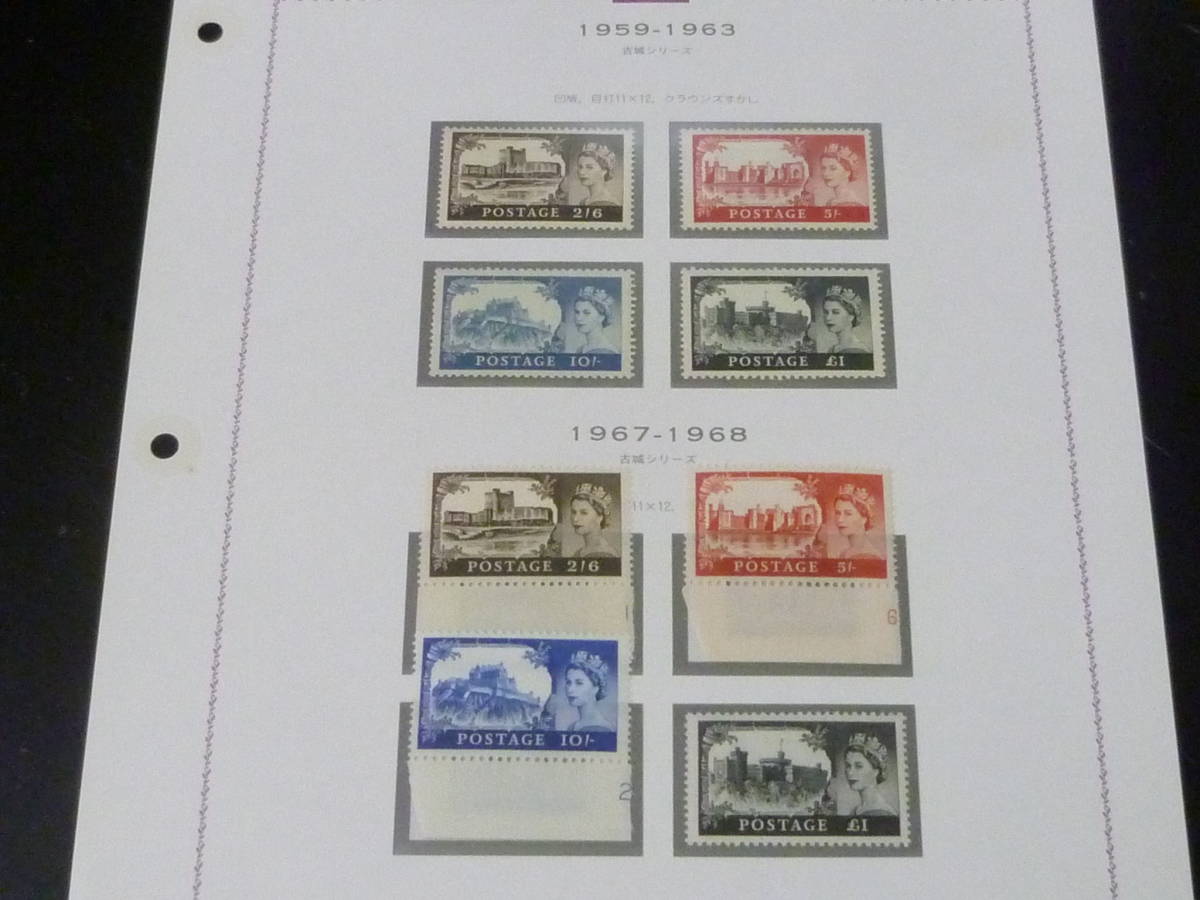 1959-1963
古城シリーズ
凹版，目打11×12，クラウンズすかし
POSTAGE 2/6
POSTAGE 5/-
POSTAGE 10/-
POSTAGE £1
1967-1968
古城シリーズ
11×12,
POSTAGE 2/6
POSTAGE 5/-
6
POSTAGE 10/-
2
POSTAGE £1